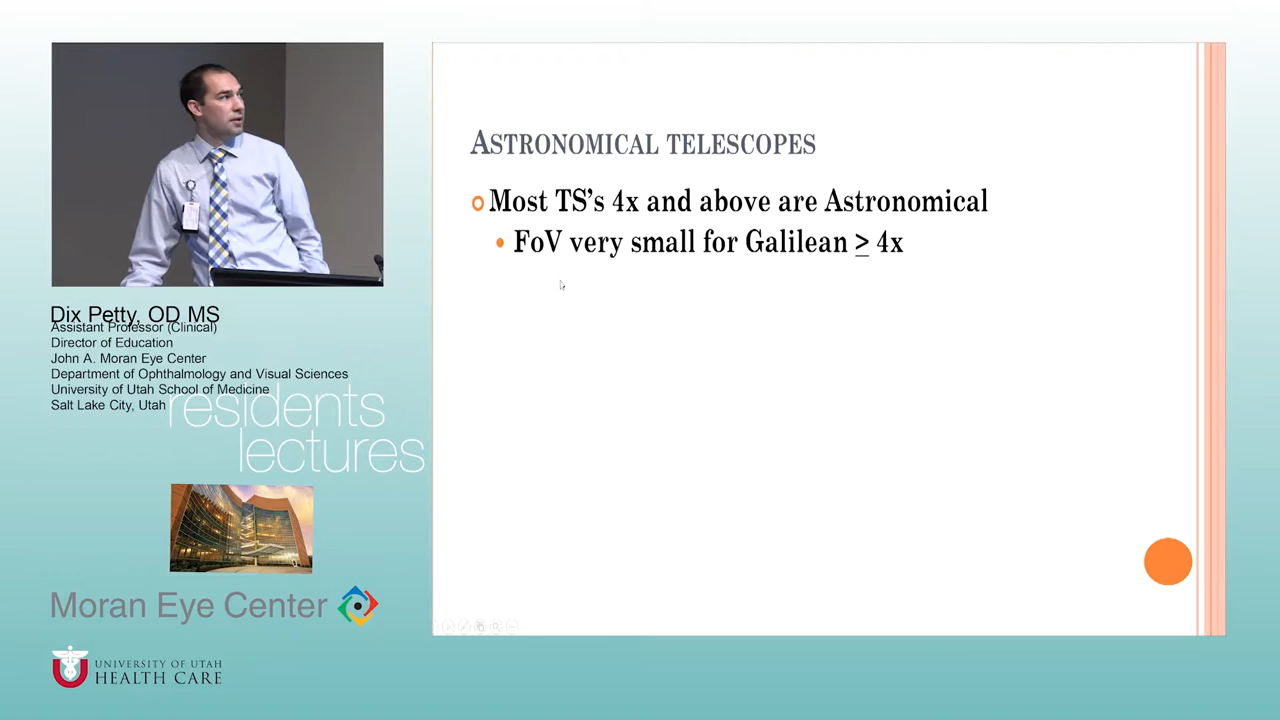 ASTRONOMICAL TELESCOPES
Most TS's 4x and above are Astronomical
FoV very small for Galilean ≥ 4x
Dix Petty, OD MS
Assistant Professor (Clinical)
Director of Education
John A. Moran Eye Center
Department of Ophthalmology and Visual Sciences
University of Utah School of Medicine
Salt Lake City, Utah
residents
lectures
Moran Eye Center
UNIVERSITY OF UTAH
HEALTH CARE